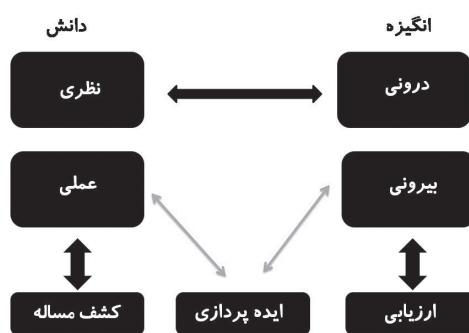 انگیزه
دانش
درونی
نظری
بیرونی
عملی
ارزیابی
ایده پردازی
کشف مساله